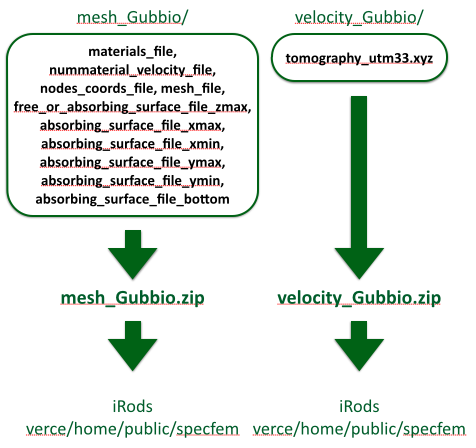 mesh_Gubbio/
materials_file,
nummaterial_velocity_file,
nodes_coords_file, mesh_file,
free_or_absorbing_surface_file_zmax,
absorbing_surface_file_xmax,
absorbing_surface_file_xmin,
absorbing_surface_file_ymax,
absorbing_surface_file_ymin,
absorbing_surface_file_bottom
mesh_Gubbio.zip
iRods
verce/home/public/specfem
velocity_Gubbio/
tomography_utm33.xyz
velocity_Gubbio.zip
iRods
verce/home/public/specfem